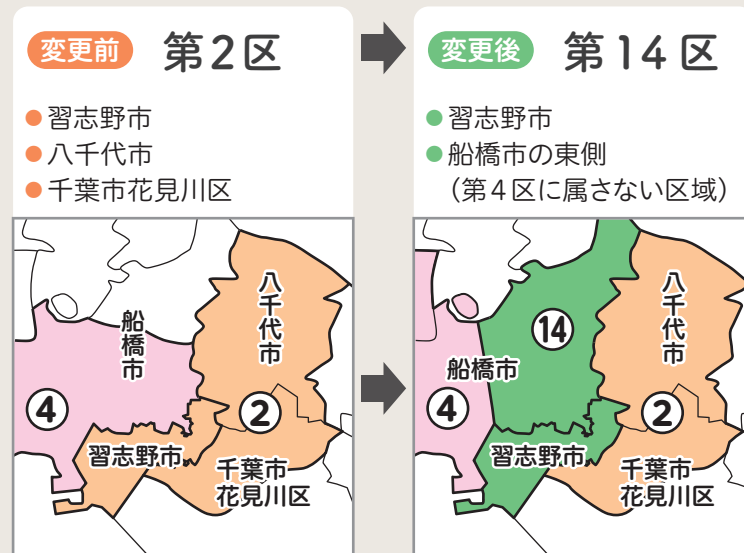 変更前 第2区
●習志野市
●八千代市
●千葉市花見川区
船橋市
八千代市
④
②
習志野市
千葉市
花見川区
変更後 第14区
●習志野市
●船橋市の東側
(第4区に属さない区域)
八千代市
⑭
船橋市
④
②
習志野市
千葉市
花見川区